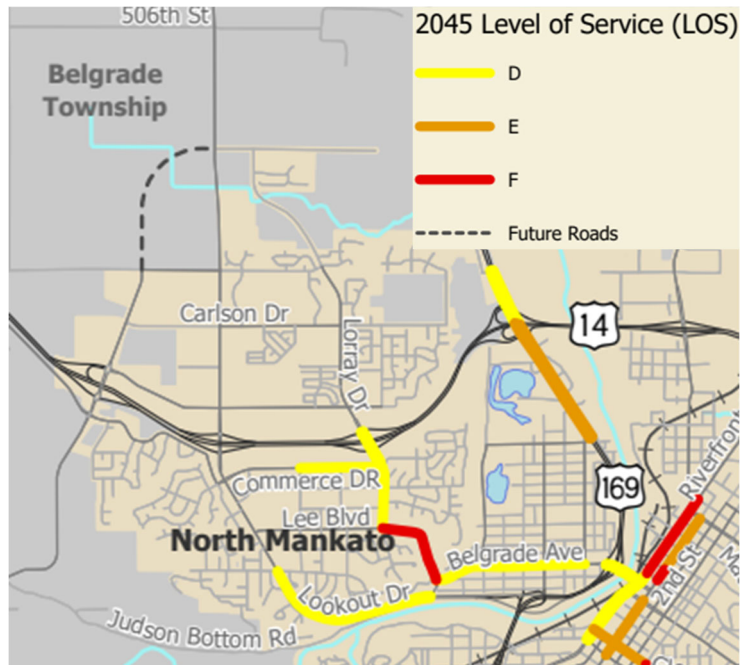 506th St
2045 Level of Service (LOS)
D
E
F
Future Roads
Belgrade
Township
Carlson Dr
Lorray Dr
14
169
Riverfront
Commerce DR
Lee Blvd
North Mankato
Belgrade Ave
2nd St
Lookout Dr
Judson Bottom Rd